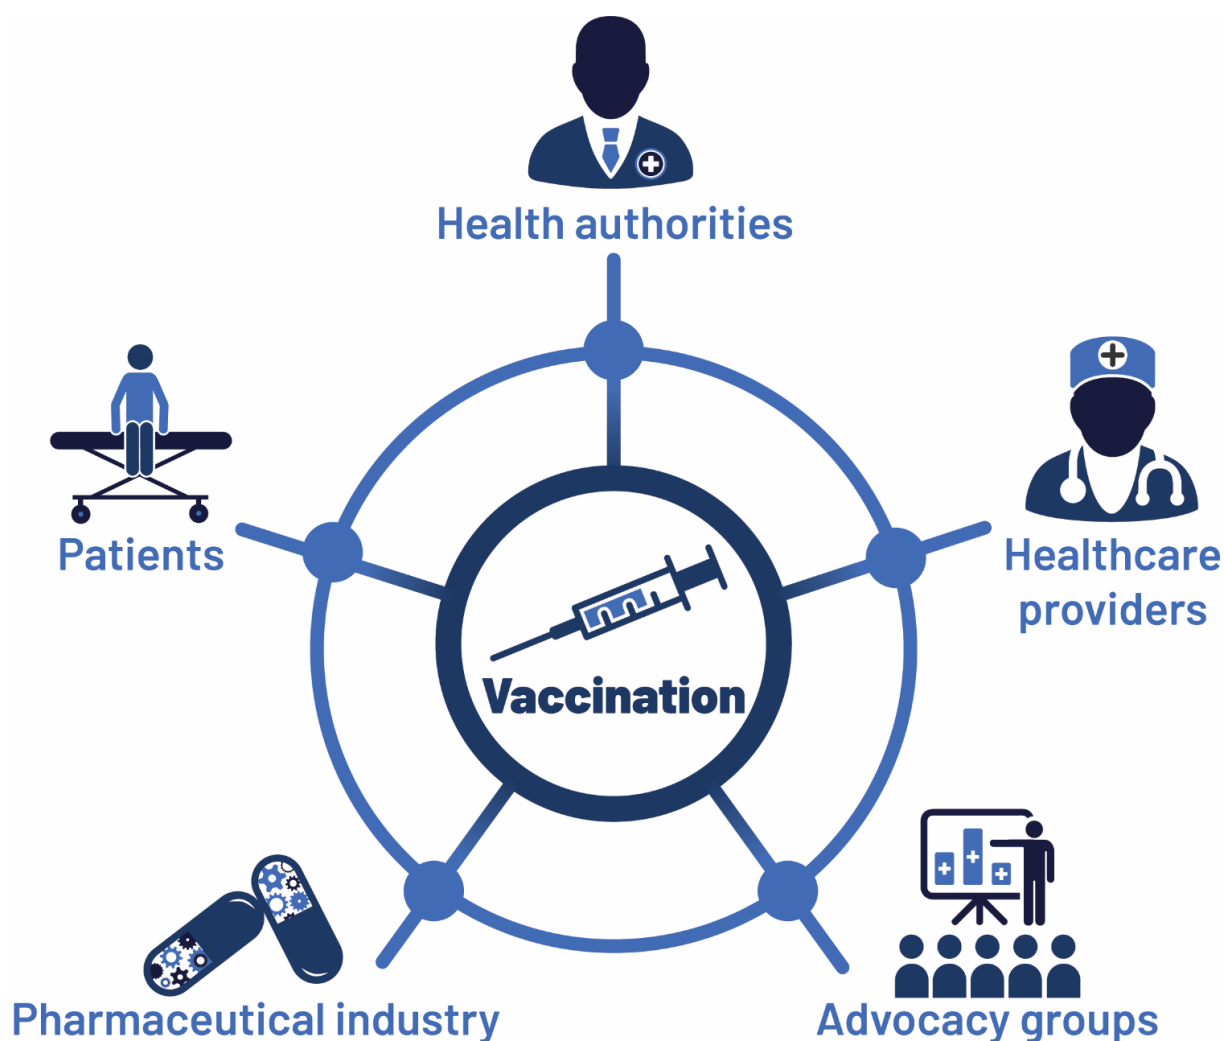 Health authorities
Patients
Healthcare
providers
Vaccination
Pharmaceutical industry
Advocacy groups